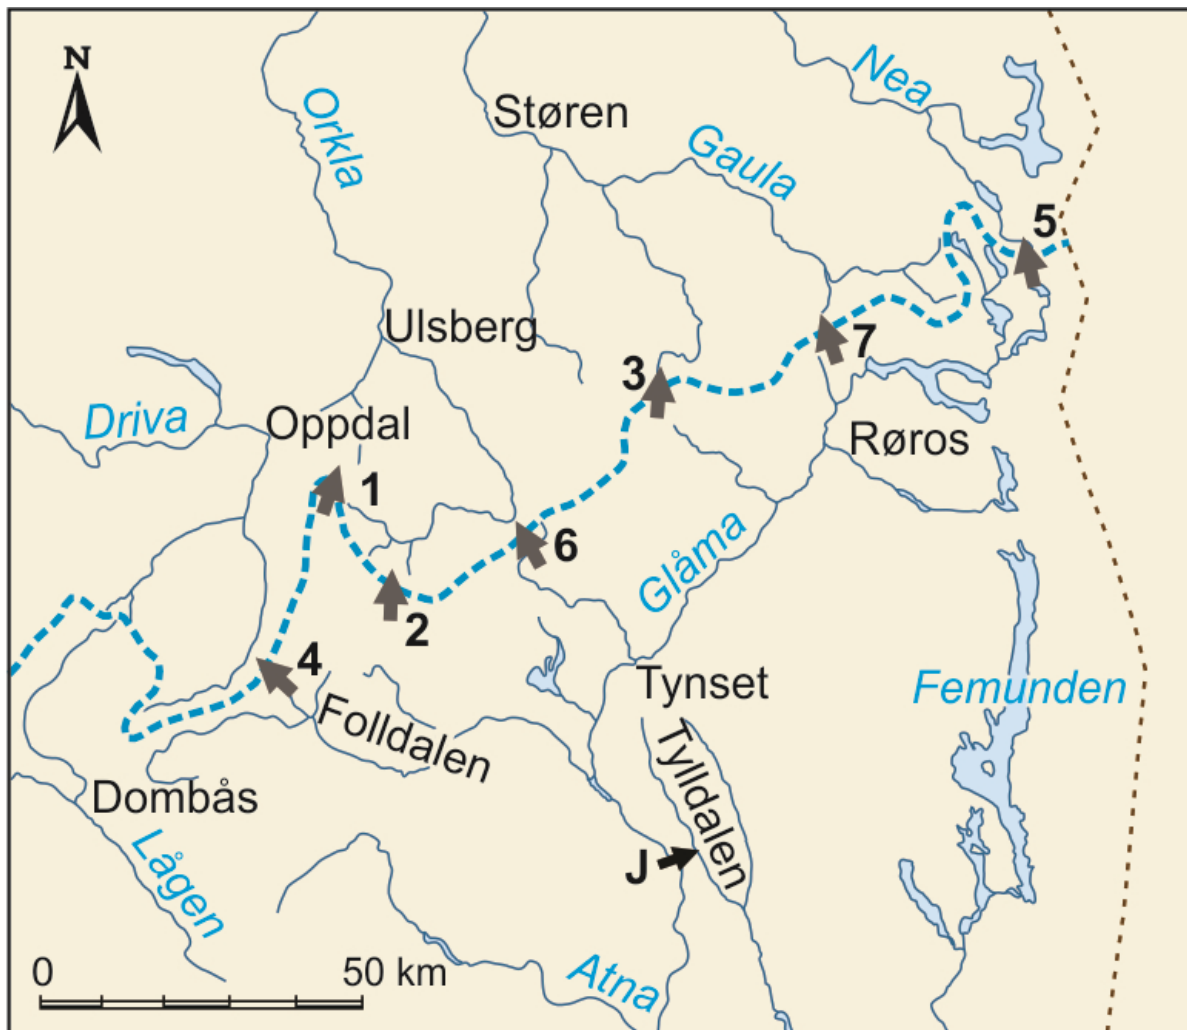 N
Nea
Orkla
Støren
Gaula
5
Ulsberg
7
3
Driva
Oppdal
Røros
1
6
Glåma
2
4
Tynset
Femunden
Folldalen
Tylldalen
Dombås
Lågen
J
0 50 km
Atna